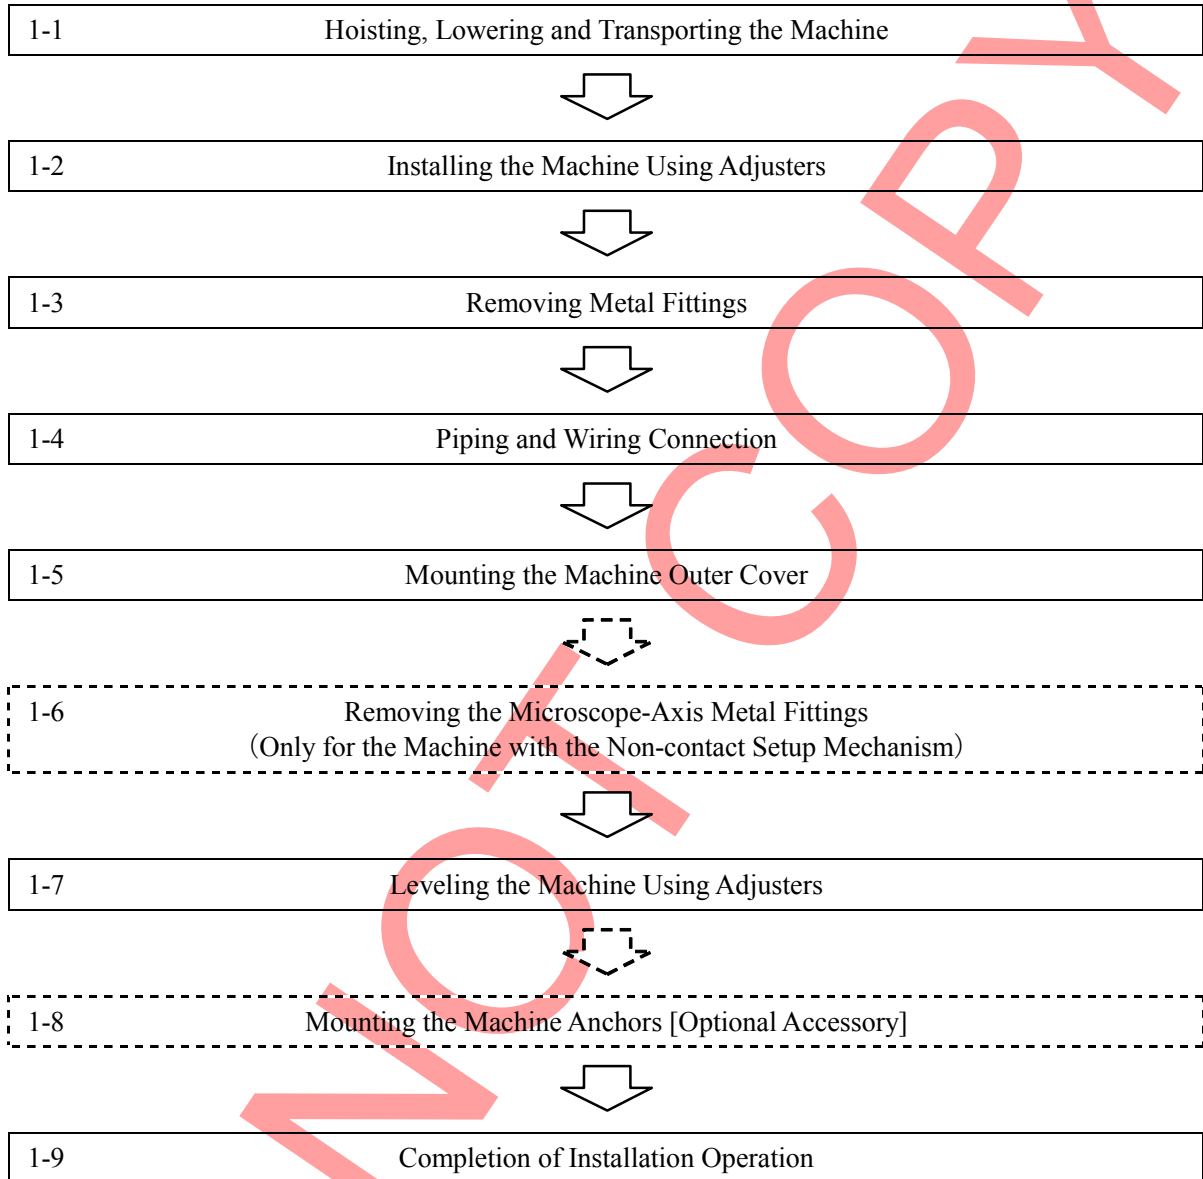 1-1 Hoisting, Lowering and Transporting the Machine
1-2 Installing the Machine Using Adjusters
1-3 Removing Metal Fittings
1-4 Piping and Wiring Connection
1-5 Mounting the Machine Outer Cover
1-6 Removing the Microscope-Axis Metal Fittings
(Only for the Machine with the Non-contact Setup Mechanism)
1-7 Leveling the Machine Using Adjusters
1-8 Mounting the Machine Anchors [Optional Accessory]
1-9 Completion of Installation Operation
NOT COPY